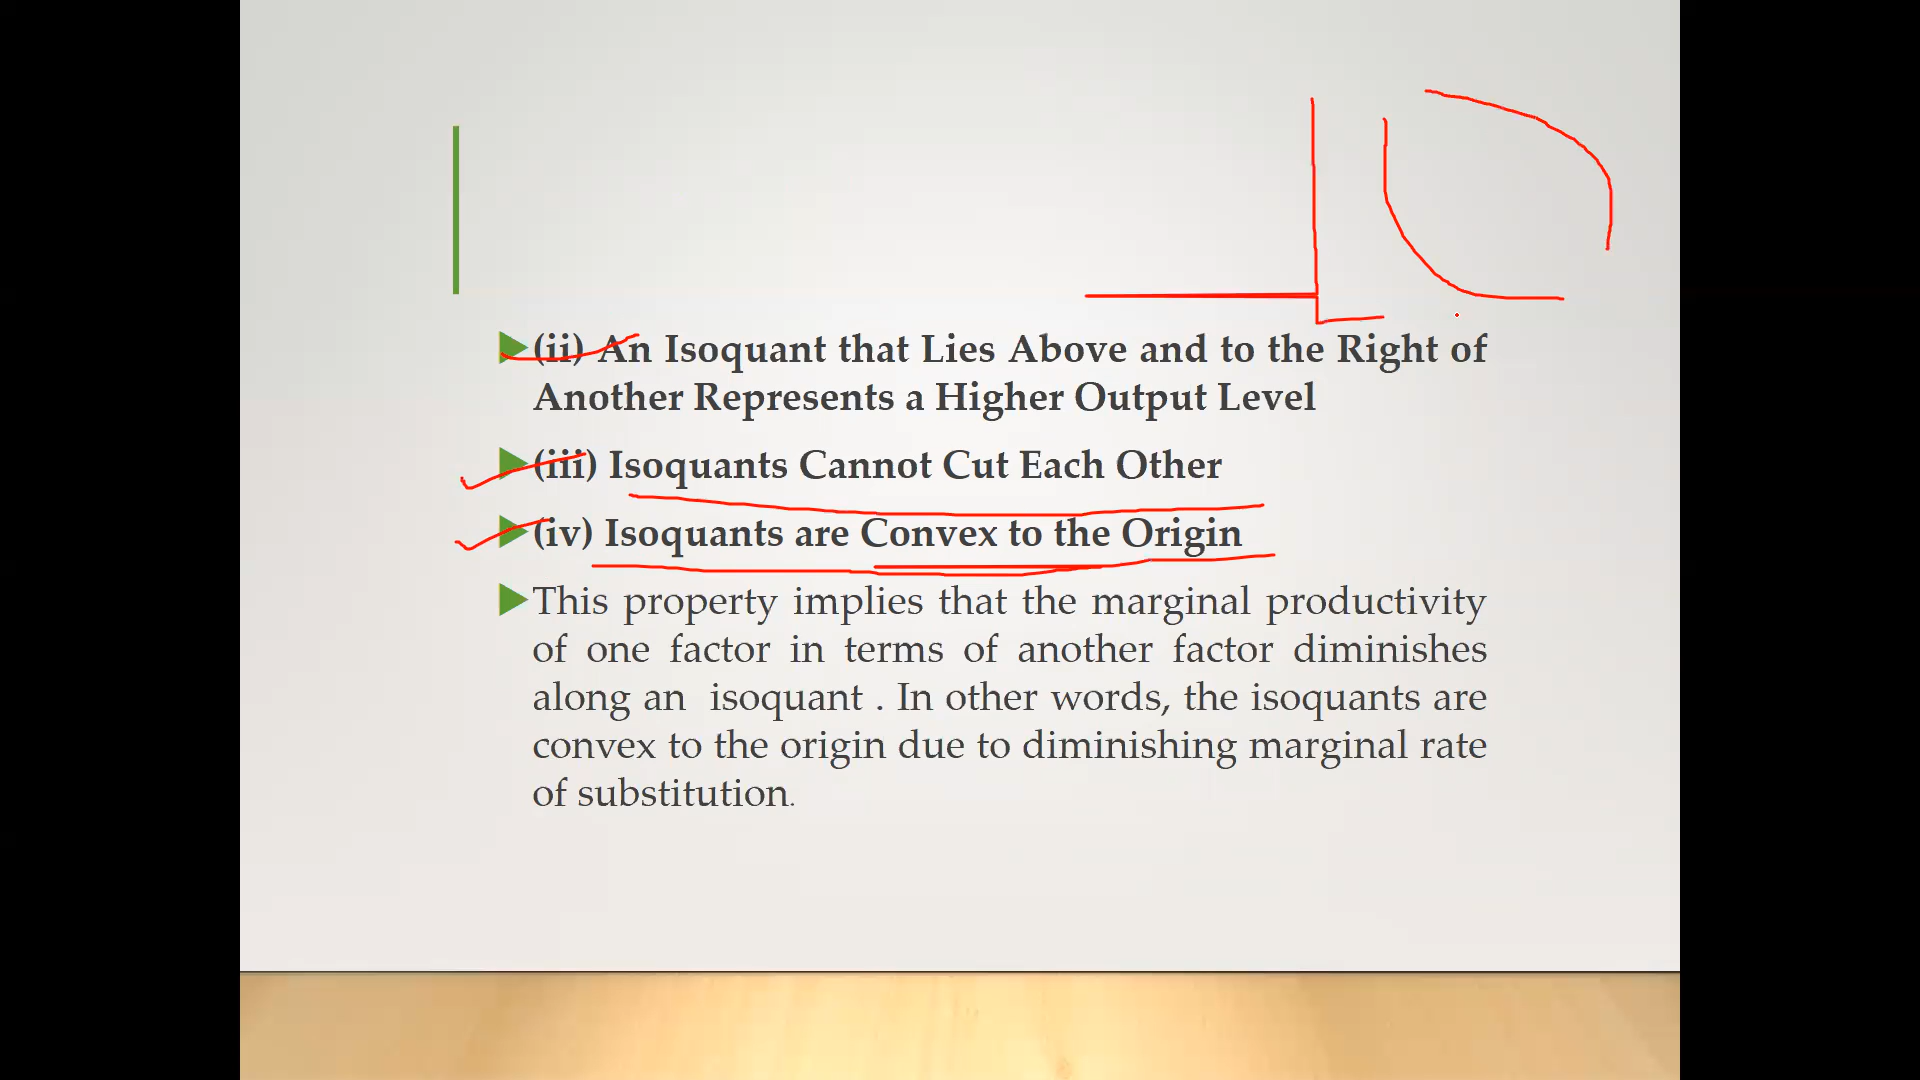 (ii) An Isoquant that Lies Above and to the Right of
Another Represents a Higher Output Level
(iii) Isoquants Cannot Cut Each Other
(iv) Isoquants are Convex to the Origin
This property implies that the marginal productivity
of one factor in terms of another factor diminishes
along an isoquant . In other words, the isoquants are
convex to the origin due to diminishing marginal rate
of substitution.